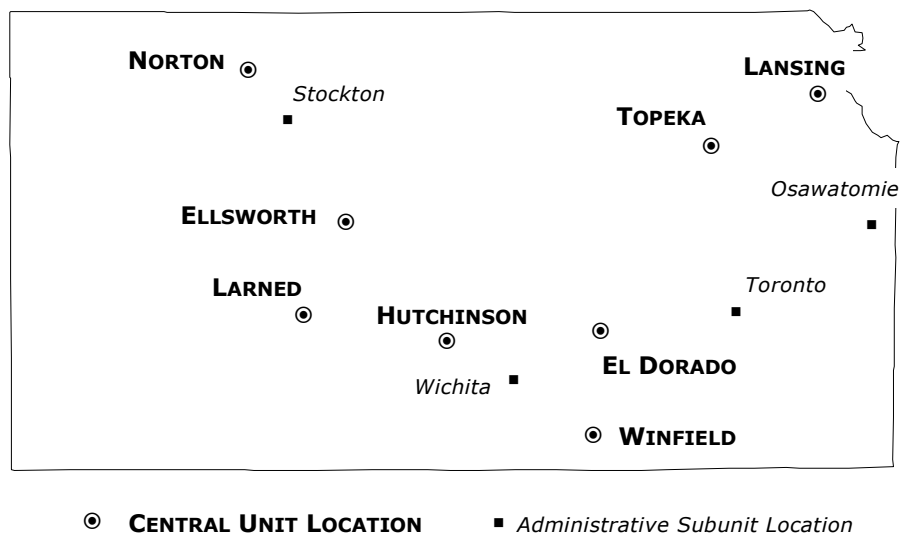 NORTON
LANSING
Stockton
TOPEKA
Osawatomie
ELLSWORTH
LARNED
Toronto
HUTCHINSON
EL DORADO
Wichita
WINFIELD
CENTRAL UNIT LOCATION
Administrative Subunit Location